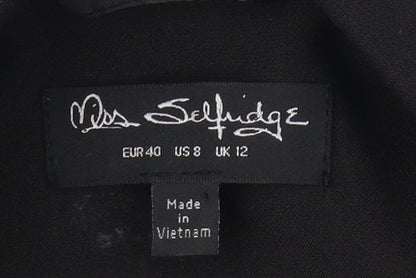 Miss Selfridge
EUR 40 US 8 UK 12
Made
in
Vietnam